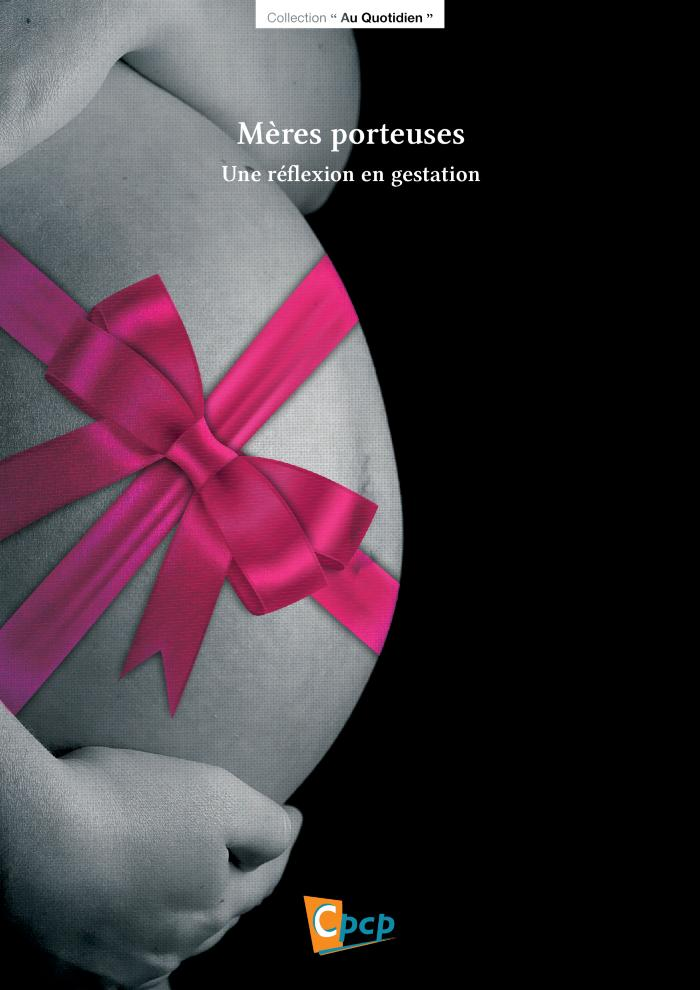 Collection “ Au Quotidien ”
Mères porteuses
Une réflexion en gestation
Cpcp